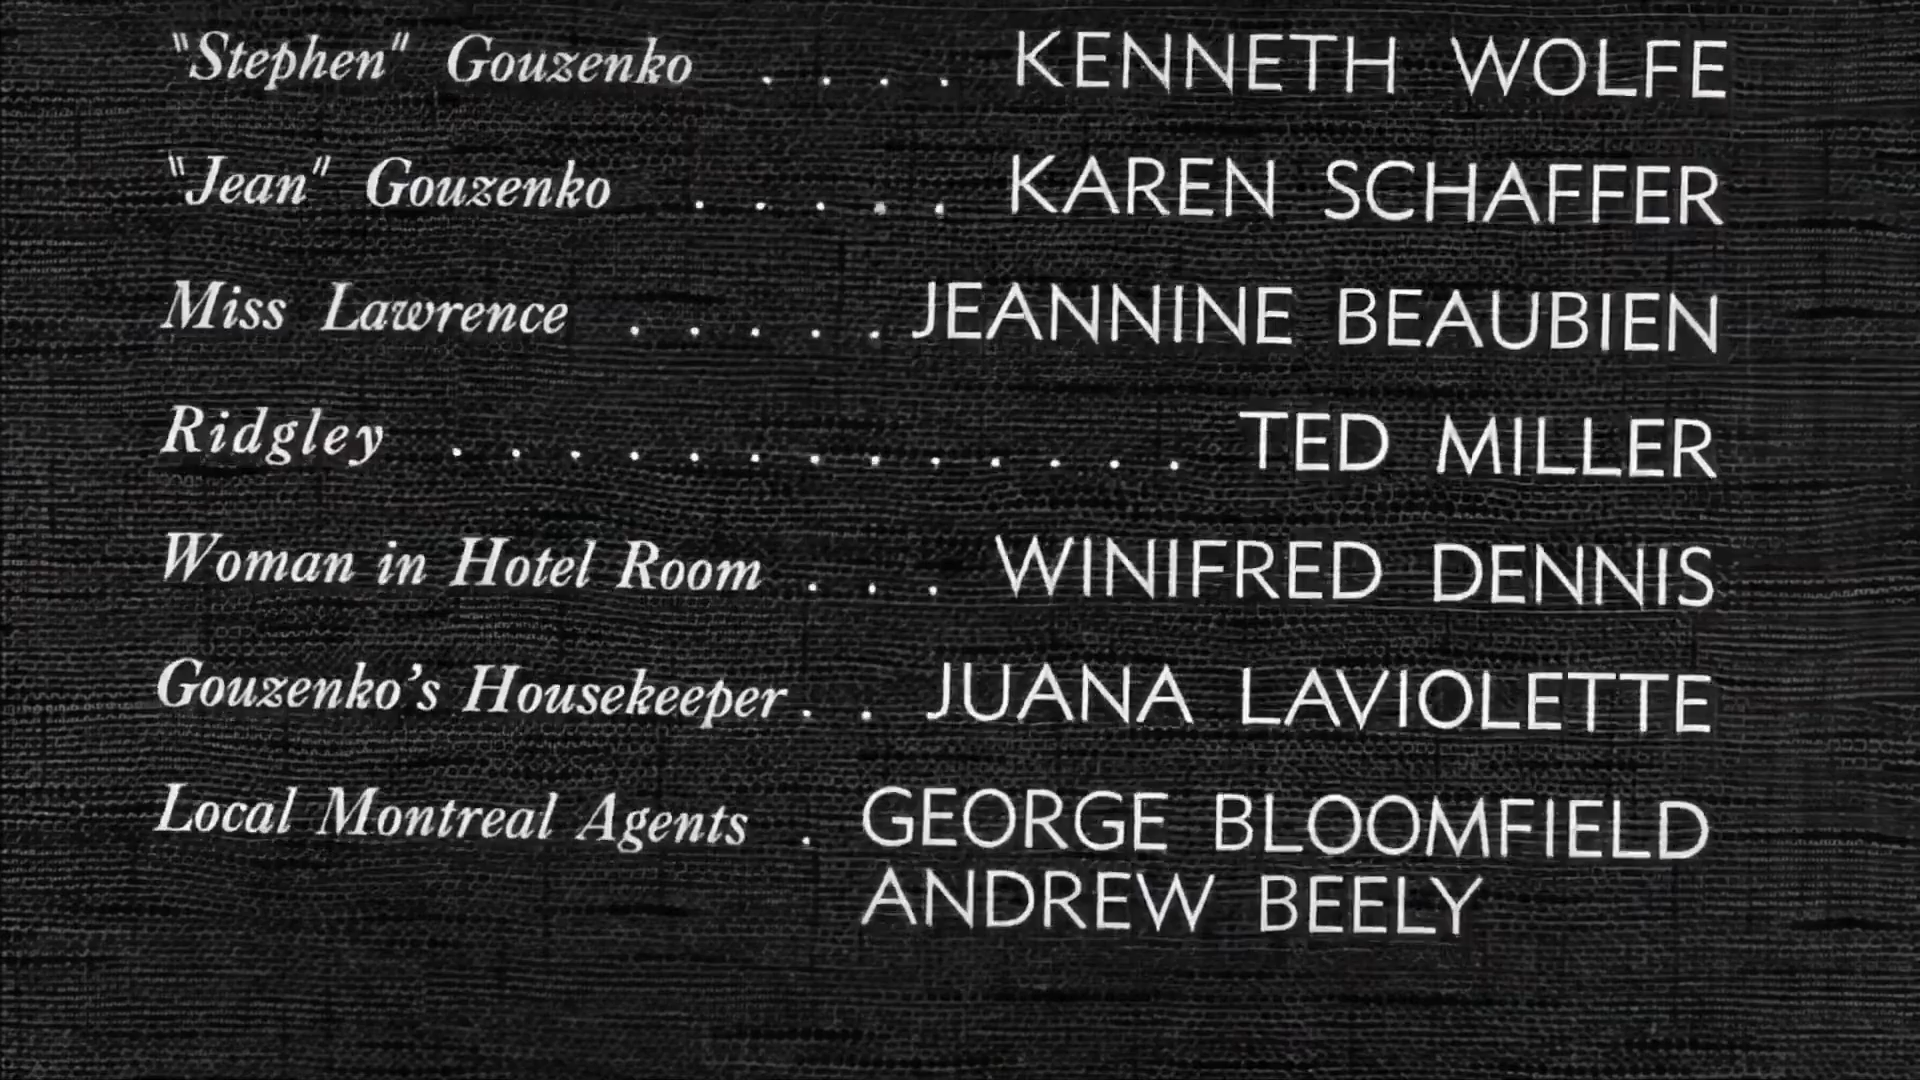 "Stephen" Gouzenko . . . . KENNETH WOLFE
"Jean" Gouzenko . . . . . KAREN SCHAFFER
Miss Lawrence . . . . . JEANNINE BEAUBIEN
Ridgley . . . . . . . . . . . . . TED MILLER
Woman in Hotel Room . . . WINIFRED DENNIS
Gouzenko's Housekeeper . . JUANA LAVIOLETTE
Local Montreal Agents . GEORGE BLOOMFIELD
ANDREW BEELY